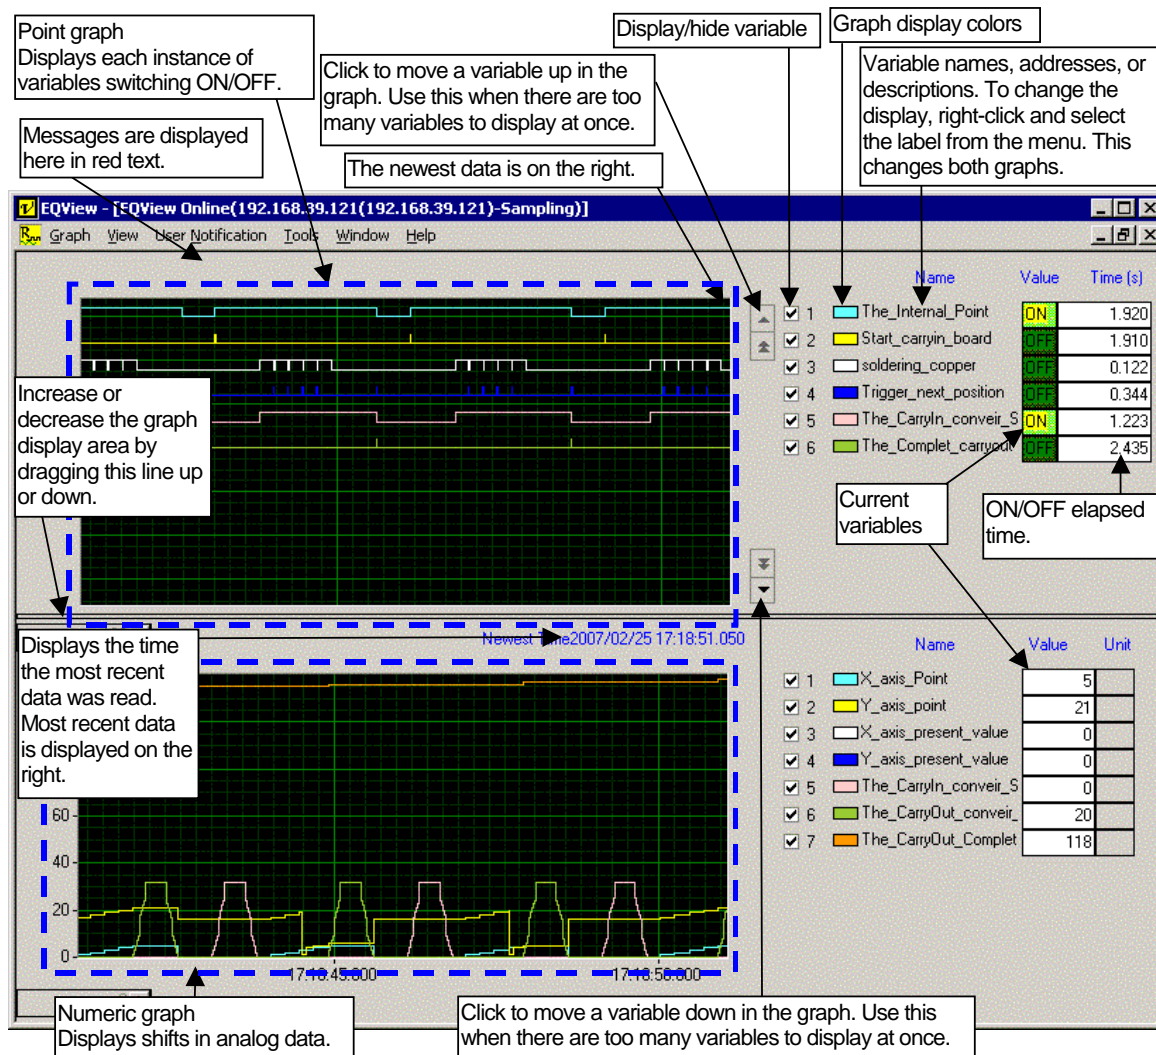 Point graph
Displays each instance of
variables switching ON/OFF.
Display/hide variable
Graph display colors
Click to move a variable up in the
graph. Use this when there are too
many variables to display at once.
Variable names, addresses, or
descriptions. To change the
display, right-click and select
the label from the menu. This
changes both graphs.
Messages are displayed
here in red text.
The newest data is on the right.
EQView - [EQView Online(192.168.39.121(192.168.39.121)-Sampling)]
Graph View User Notification Tools Window Help
Name Value Time (s)
1 The_Internal_Point ON 1.920
2 Start_carryin_board OFF 1.910
3 soldering_copper OFF 0.122
4 Trigger_next_position OFF 0.344
5 The_CarryIn_conveir_S ON 1.223
6 The_Complet_carryout OFF 2.435
Increase or
decrease the graph
display area by
dragging this line up
or down.
Current
variables
ON/OFF elapsed
time.
Newest Time2007/02/25 17:18:51.050
Displays the time
the most recent
data was read.
Most recent data
is displayed on the
right.
Name Value Unit
1 X_axis_Point 5
2 Y_axis_point 21
3 X_axis_present_value 0
4 Y_axis_present_value 0
5 The_CarryIn_conveir_S 0
6 The_CarryOut_conveir_ 20
7 The_CarryOut_Complet 118
60
40
20
0
17:18:45.800
17:18:50.800
Numeric graph
Displays shifts in analog data.
Click to move a variable down in the graph. Use this
when there are too many variables to display at once.